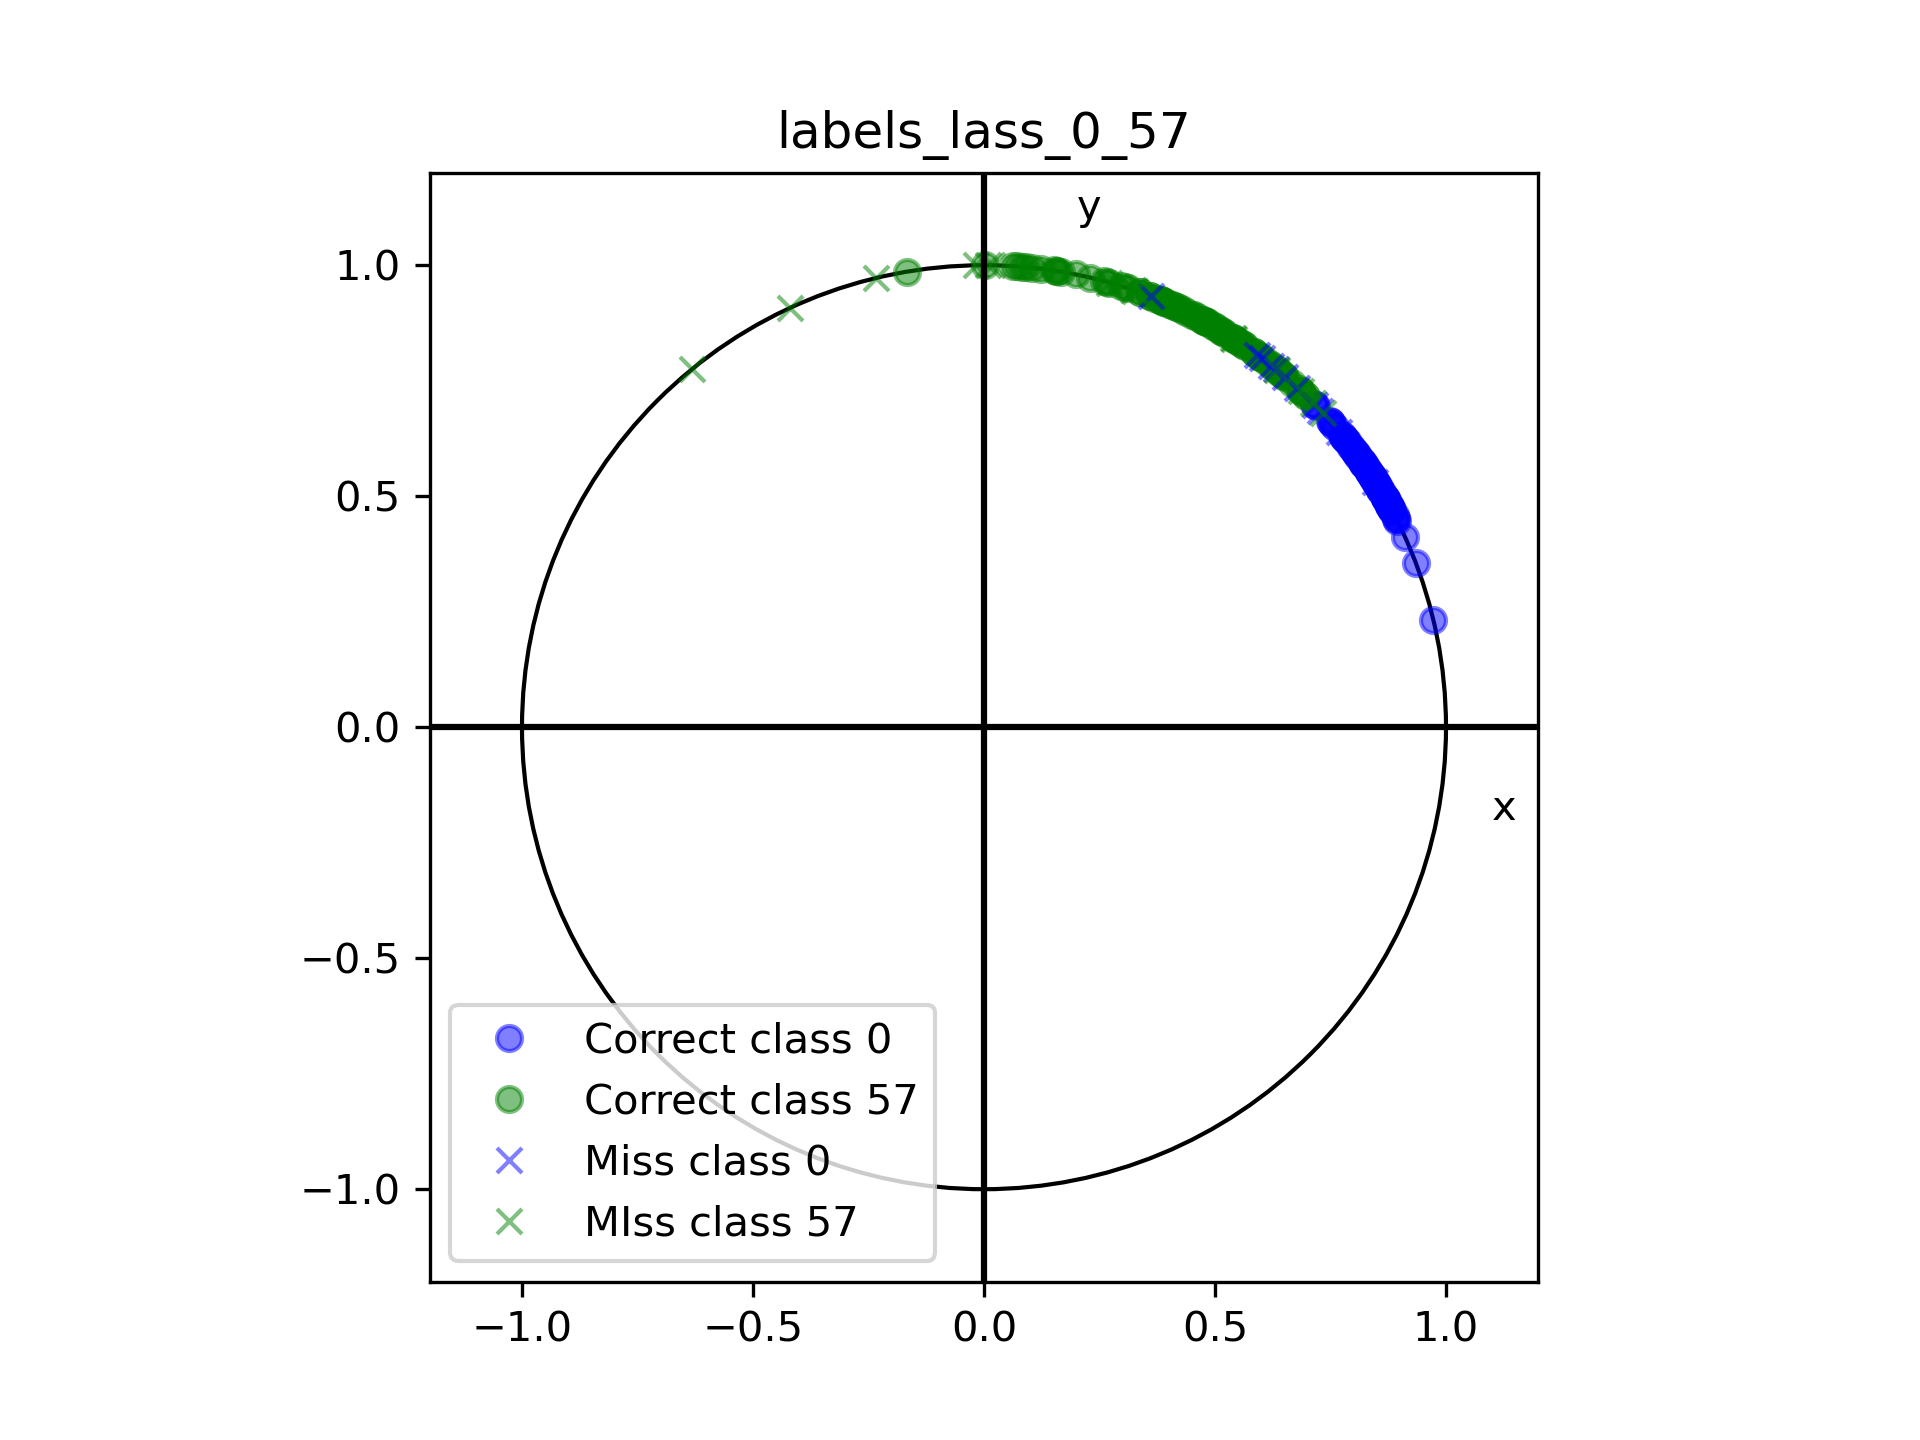 labels_lass_0_57
y
1.0
0.5
0.0
x
−0.5
−1.0
Correct class 0
Correct class 57
Miss class 0
MIss class 57
−1.0 −0.5 0.0 0.5 1.0